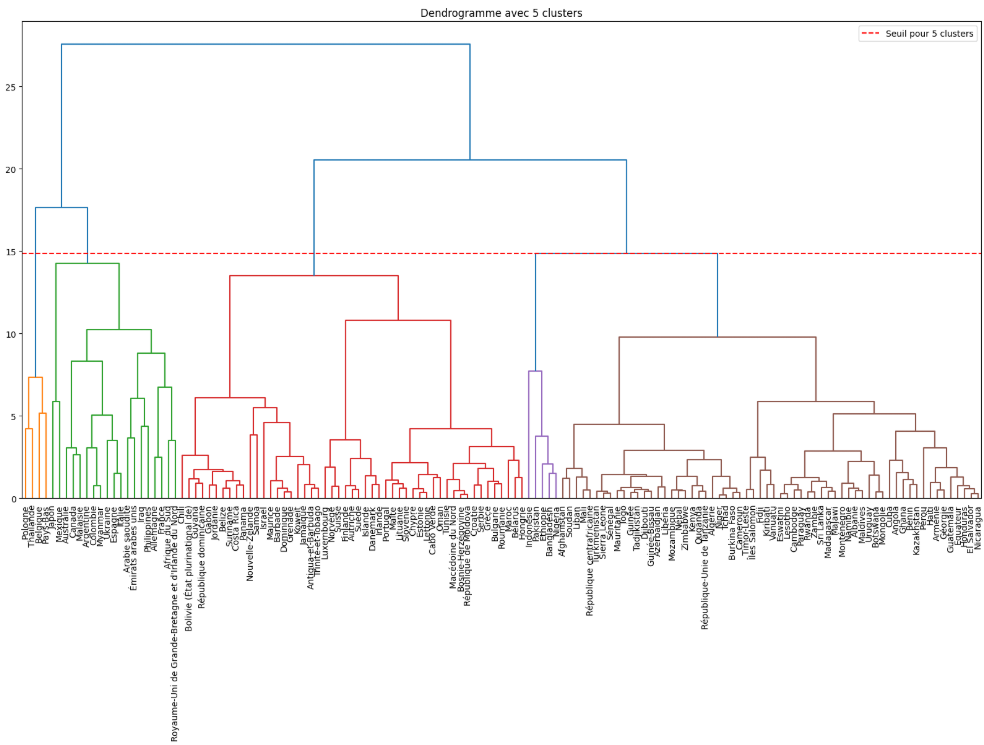 Dendrogramme avec 5 clusters
Seuil pour 5 clusters
25
20
15
10
5
0
Pologne
Thaïlande
Belgique
Pays-Bas
Japon
Mexique
Australie
Canada
Malaisie
Argentine
Colombie
Myanmar
Ukraine
Espagne
Italie
Arabie saoudite
Émirats arabes unis
Iraq
Philippines
Allemagne
France
Afrique du Sud
Royaume-Uni de Grande-Bretagne et d'Irlande du Nord
Chili
Bolivie (État plurinational de)
Guyana
République dominicaine
Gabon
Jordanie
Suriname
Belize
Costa Rica
Panama
Nouvelle-Zélande
Samoa
Israël
Maurice
Barbade
Dominique
Grenade
Koweït
Jamaïque
Antigua-et-Barbuda
Trinité-et-Tobago
Luxembourg
Norvège
Suisse
Finlande
Autriche
Suède
Islande
Danemark
Irlande
Portugal
Malte
Lituanie
Slovénie
Chypre
Estonie
Cabo Verde
Oman
Tunisie
Macédoine du Nord
Bosnie-Herzégovine
République de Moldova
Croatie
Serbie
Grèce
Bulgarie
Roumanie
Maroc
Bélarus
Hongrie
Indonésie
Pakistan
Éthiopie
Bangladesh
Nigéria
Afghanistan
Soudan
Liban
Mali
République centrafricaine
Turkménistan
Sierra Leone
Sénégal
Mauritanie
Togo
Guinée
Tadjikistan
Djibouti
Guinée-Bissau
Azerbaïdjan
Libéria
Mozambique
Népal
Zimbabwe
Kenya
Ouganda
République-Unie de Tanzanie
Algérie
Niger
Tchad
Burkina Faso
Cameroun
Timor-Leste
Îles Salomon
Fidji
Kiribati
Vanuatu
Eswatini
Lesotho
Cambodge
Paraguay
Rwanda
Zambie
Sri Lanka
Madagascar
Malawi
Monténégro
Namibie
Albanie
Maldives
Uruguay
Botswana
Mongolie
Cuba
Angola
Ghana
Bénin
Kazakhstan
Pérou
Haïti
Arménie
Géorgie
Guatemala
Équateur
Honduras
El Salvador
Nicaragua